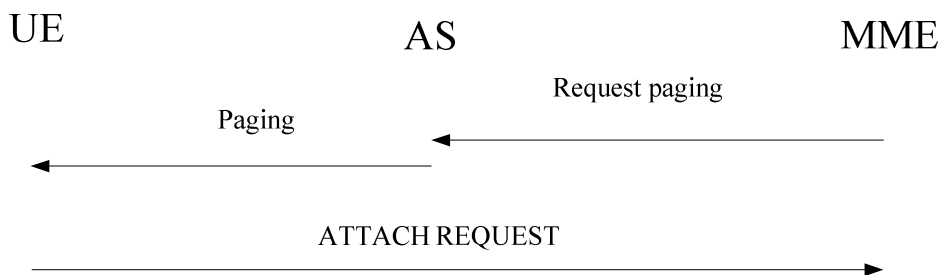 UE AS MME
Request paging
Paging
ATTACH REQUEST